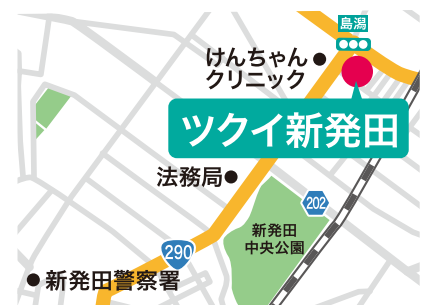 島潟
けんちゃん
クリニック
ツクイ新発田
法務局
202
新発田
中央公園
290
新発田警察署